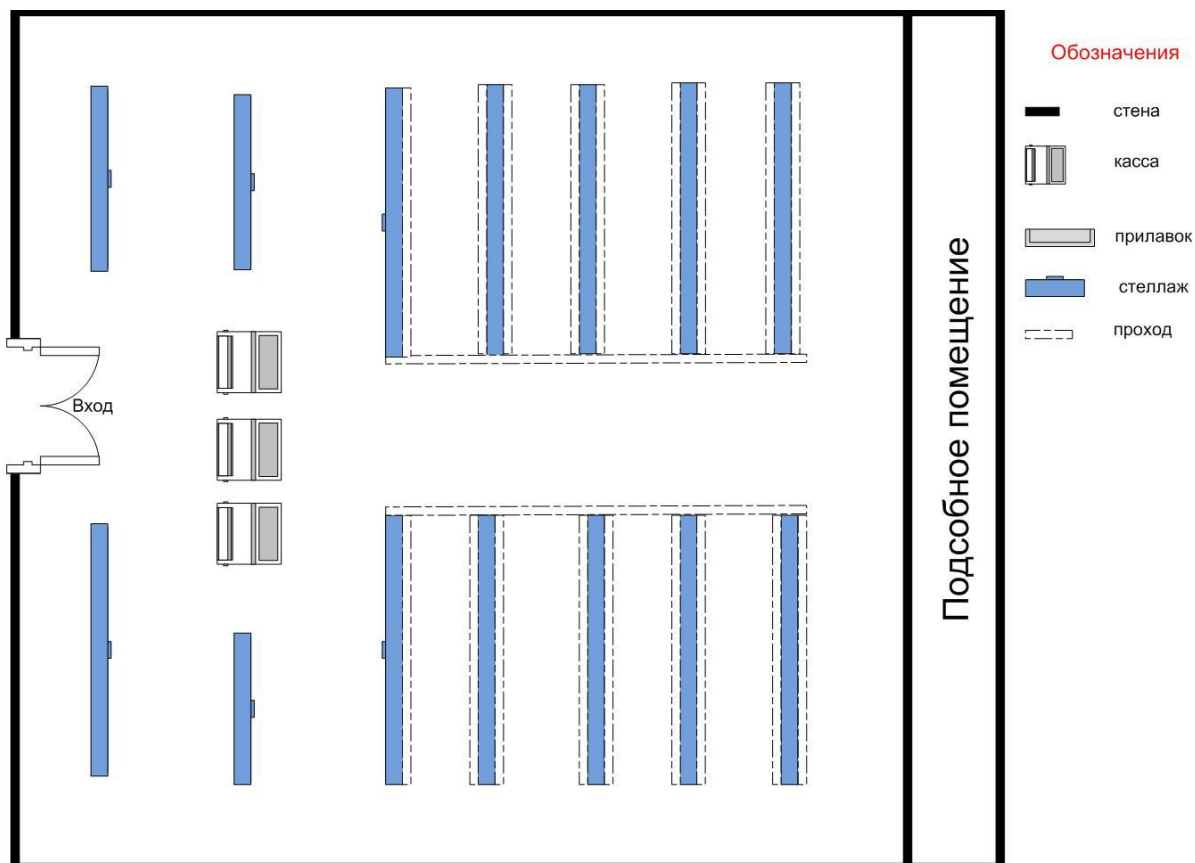 Обозначения
стена
касса
прилавок
стеллаж
проход
Вход
Подсобное помещение